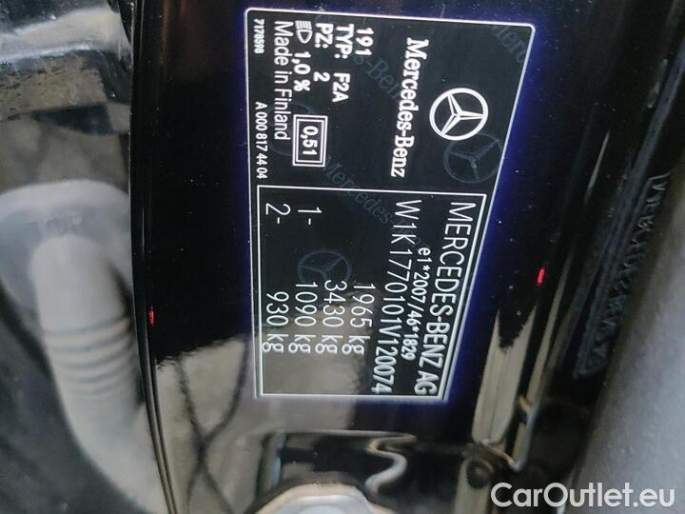 Mercedes-Benz
191
TYP: F2A
PZ: 2
1,0 %
0,51
Made in Finland
7178598
A 000 817 44 04
MERCEDES-BENZ AG
e1*2007/46*1829
W1K1770101V120074
1965 kg
3430 kg
1- 1090 kg
2- 930 kg
CarOutlet.eu